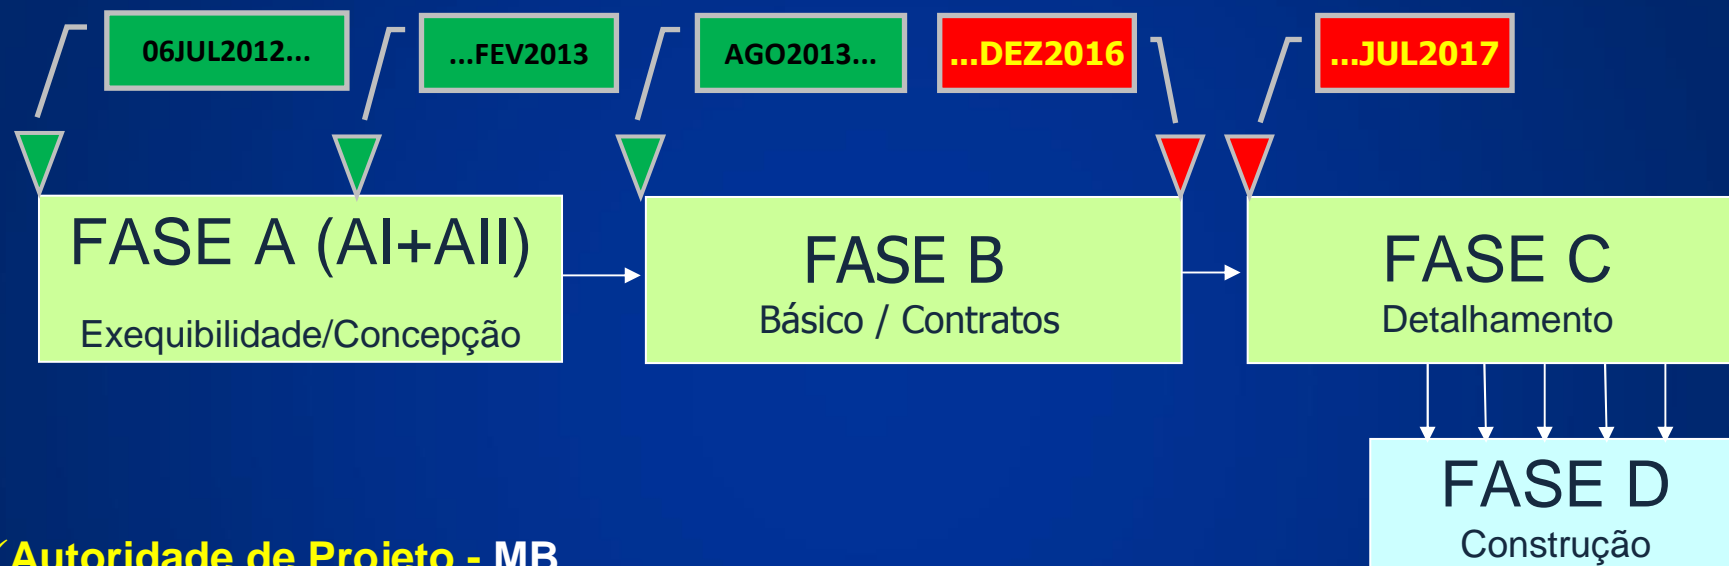 06JUL2012...
...FEV2013
AGO2013...
...DEZ2016
...JUL2017
FASE A (AI+AII)
Exequibilidade/Concepção
FASE B
Básico / Contratos
FASE C
Detalhamento
FASE D
Construção
✓Autoridade de Projeto - MB